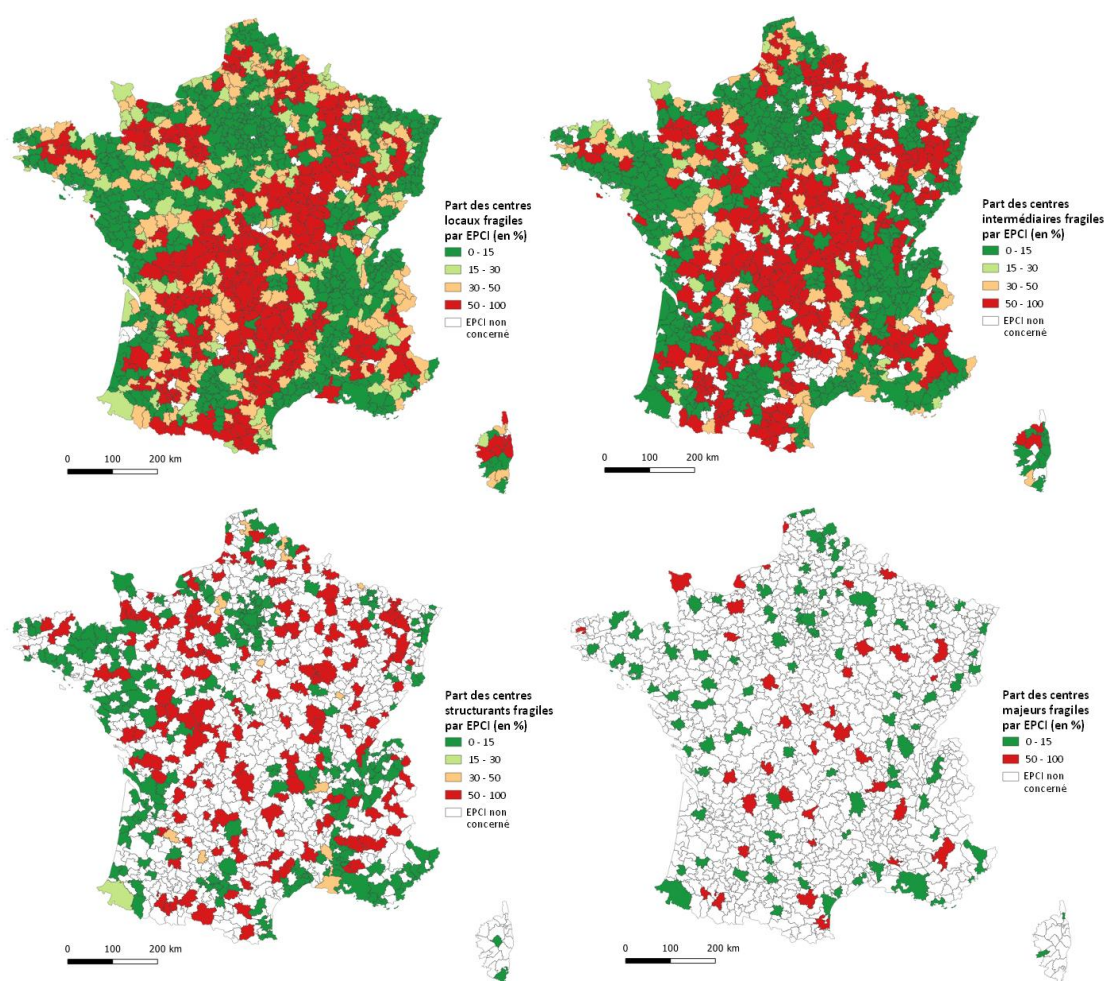 Part des centres
locaux fragiles
par EPCI (en %)
0 - 15
15 - 30
30 - 50
50 - 100
EPCI non
concerné
0 100 200 km
Part des centres
intermédiaires fragiles
par EPCI (en %)
0 - 15
15 - 30
30 - 50
50 - 100
EPCI non
concerné
0 100 200 km
Part des centres
structurants fragiles
par EPCI (en %)
0 - 15
15 - 30
30 - 50
50 - 100
EPCI non
concerné
0 100 200 km
Part des centres
majeurs fragiles
par EPCI (en %)
0 - 15
50 - 100
EPCI non
concerné
0 100 200 km